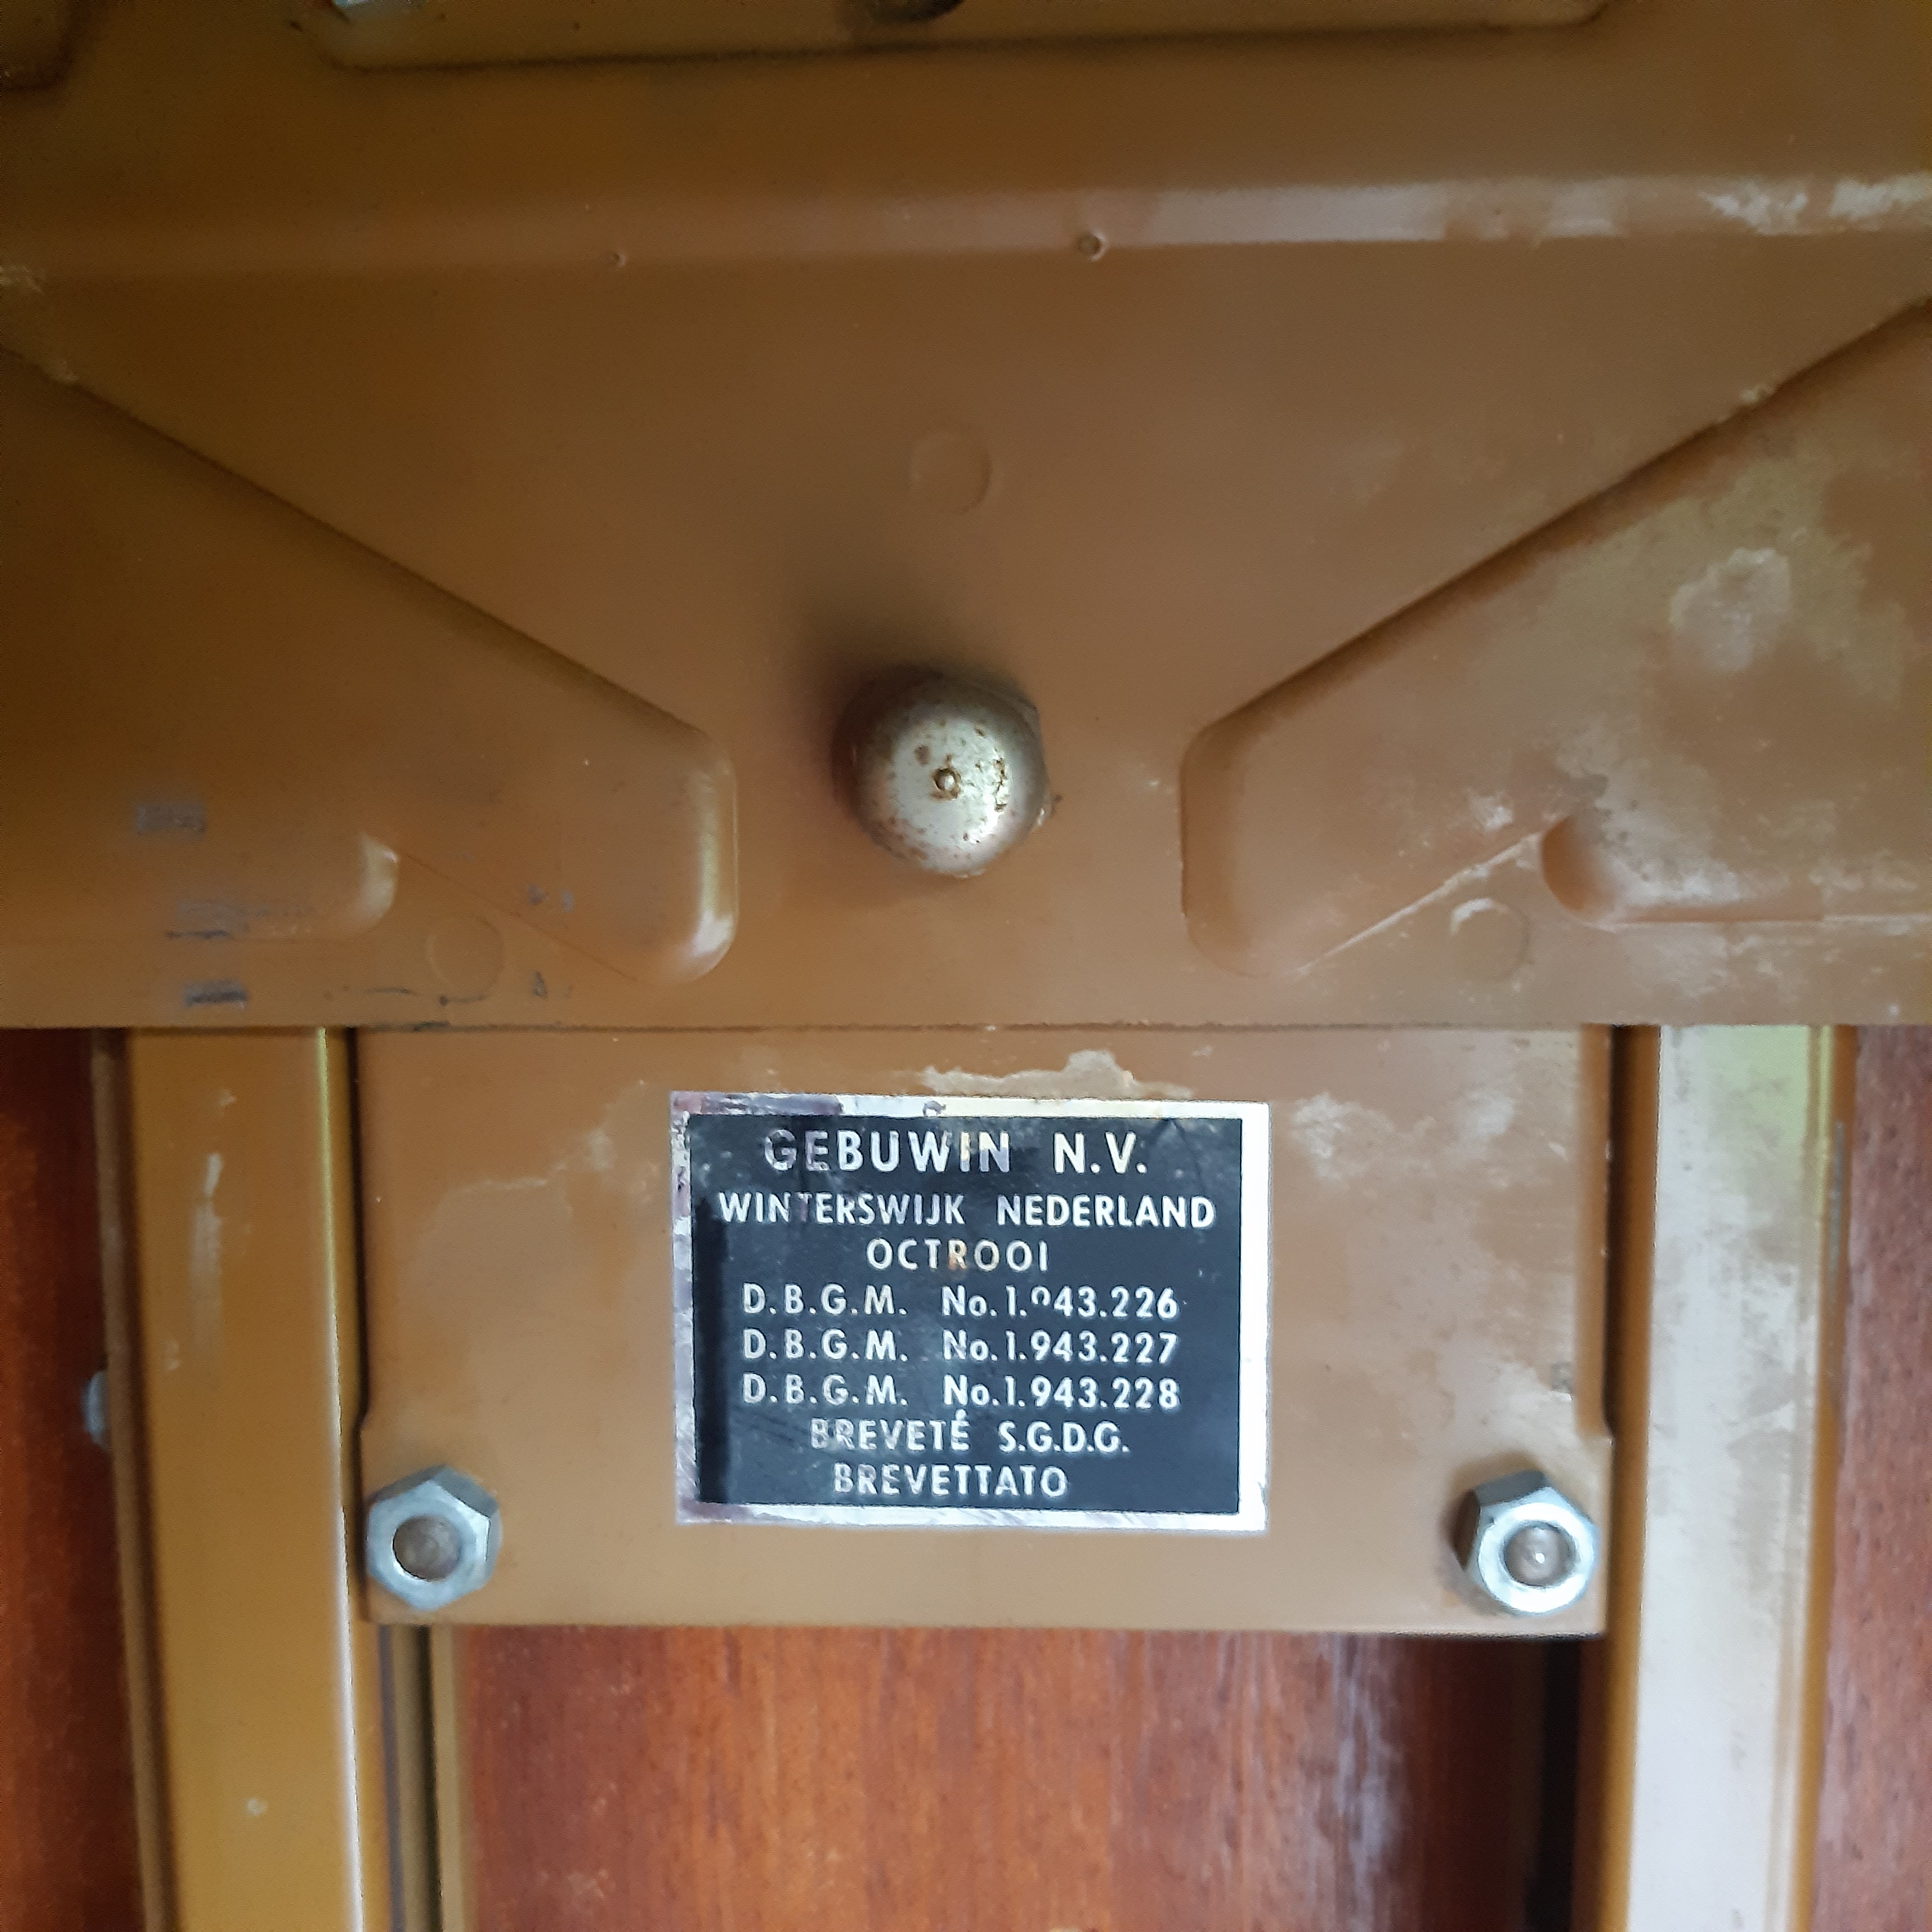 GEBUWIN N.V.
WINTERSWIJK NEDERLAND
OCTROOI
D.B.G.M. No.1.943.226
D.B.G.M. No.1.943.227
D.B.G.M. No.1.943.228
BREVETÉ S.G.D.G.
BREVETTATO